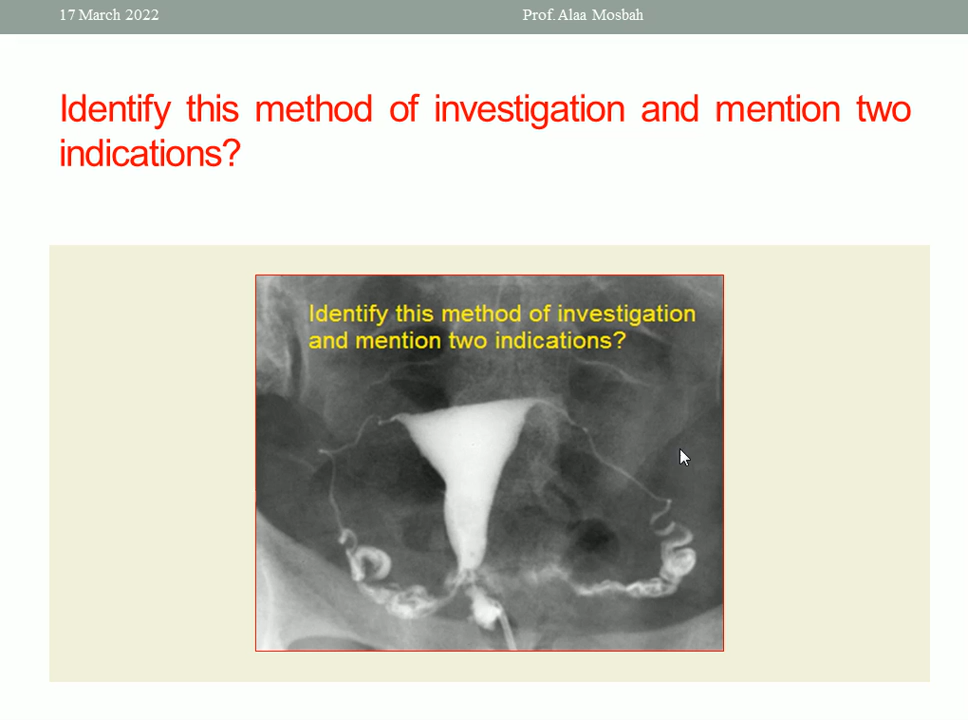 17 March 2022
Prof. Alaa Mosbah
Identify this method of investigation and mention two
indications?
Identify this method of investigation
and mention two indications?